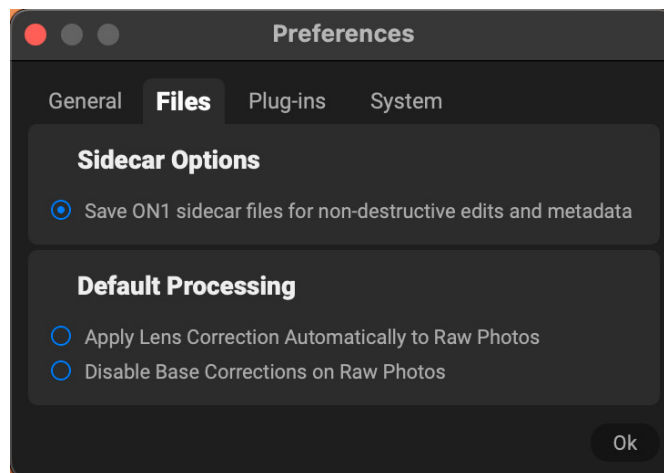 Preferences
General Files Plug-ins System
Sidecar Options
Save ON1 sidecar files for non-destructive edits and metadata
Default Processing
Apply Lens Correction Automatically to Raw Photos
Disable Base Corrections on Raw Photos
Ok